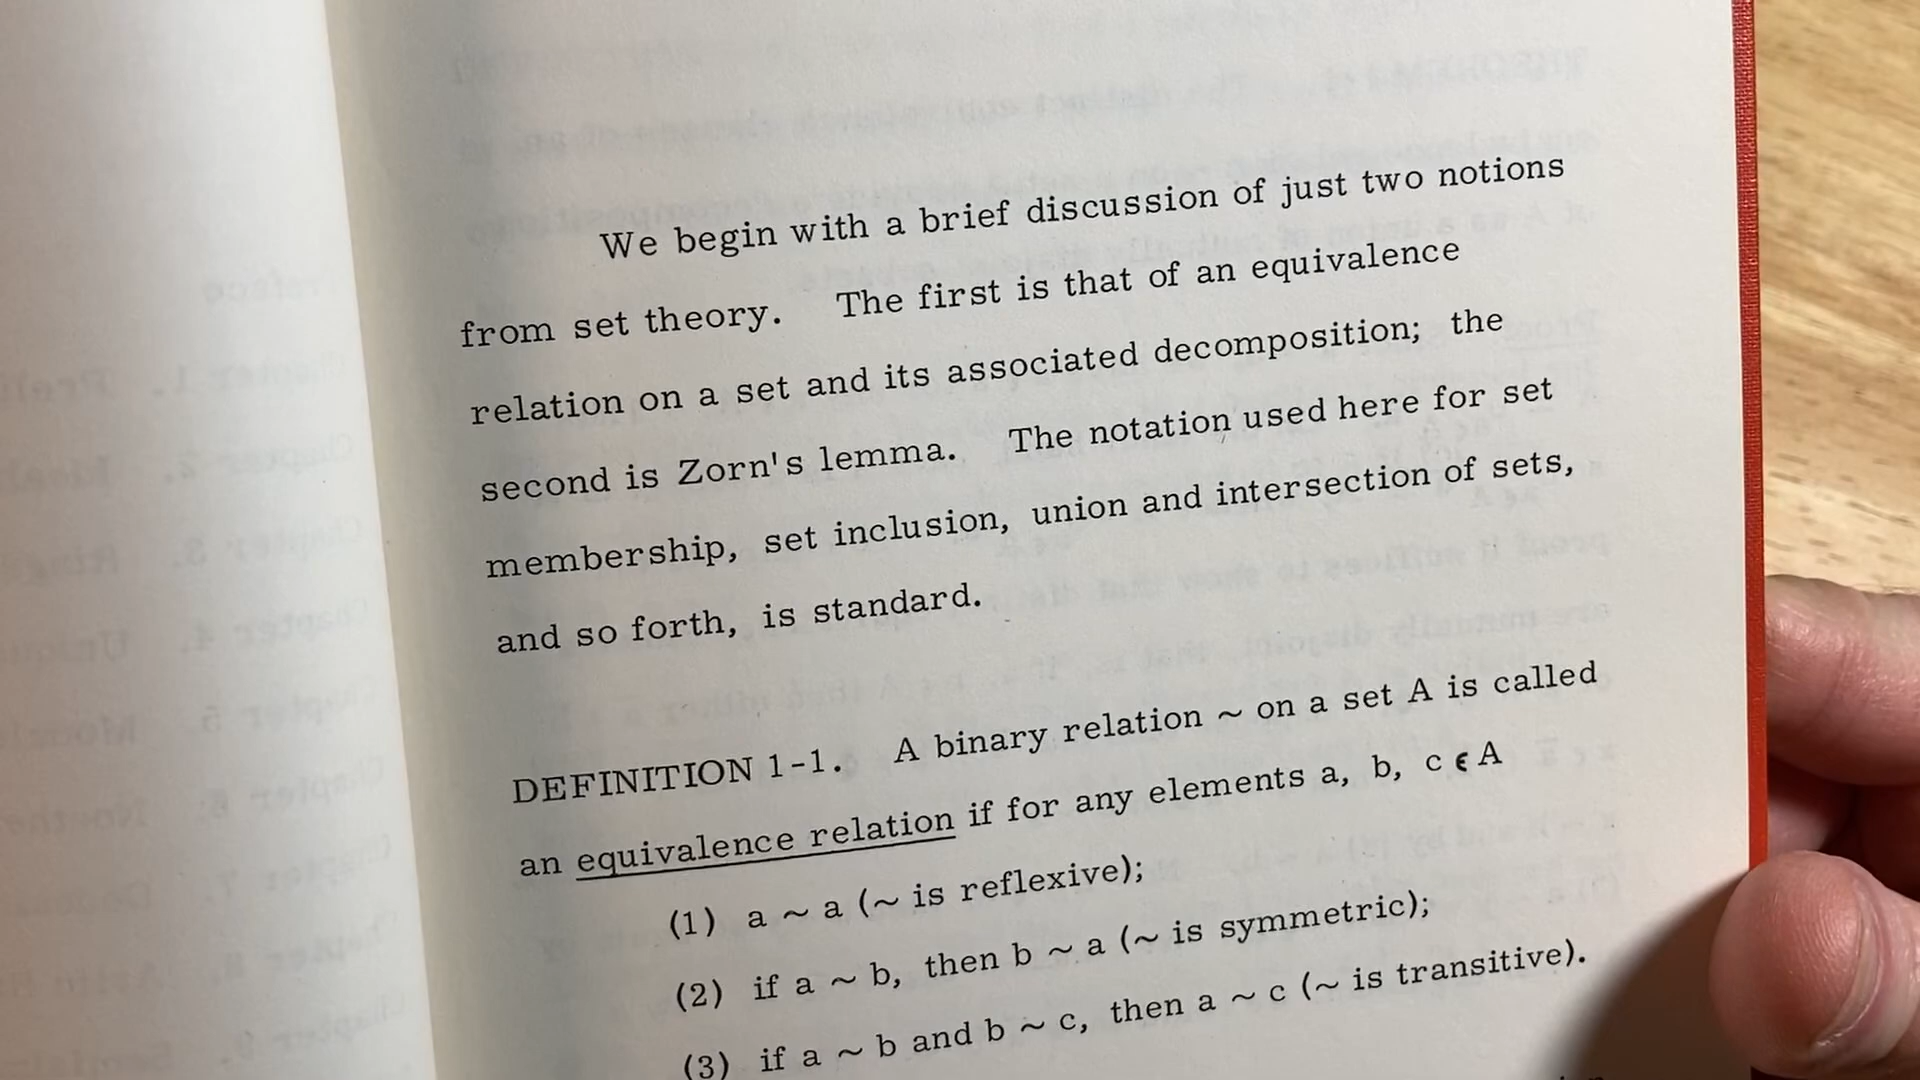 We begin with a brief discussion of just two notions
from set theory. The first is that of an equivalence
relation on a set and its associated decomposition; the
second is Zorn's lemma. The notation used here for set
membership, set inclusion, union and intersection of sets,
and so forth, is standard.
DEFINITION 1-1. A binary relation ~ on a set A is called
an equivalence relation if for any elements a, b, c ϵ A
(1) a ~ a (~ is reflexive);
(2) if a ~ b, then b ~ a (~ is symmetric);
(3) if a ~ b and b ~ c, then a ~ c (~ is transitive).